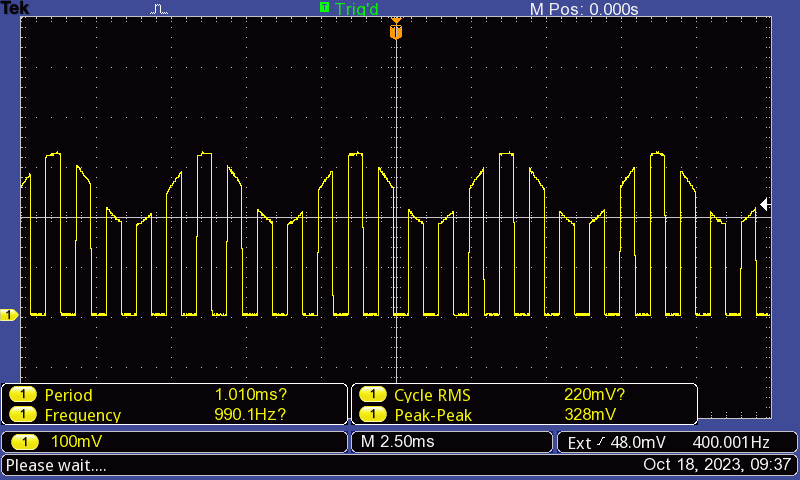 Tek T Trig'd M Pos: 0.000s
T
1
1 Period 1.010ms? 1 Cycle RMS 220mV?
1 Frequency 990.1Hz? 1 Peak-Peak 328mV
1 100mV M 2.50ms Ext 48.0mV 400.001Hz
Please wait.... Oct 18, 2023, 09:37